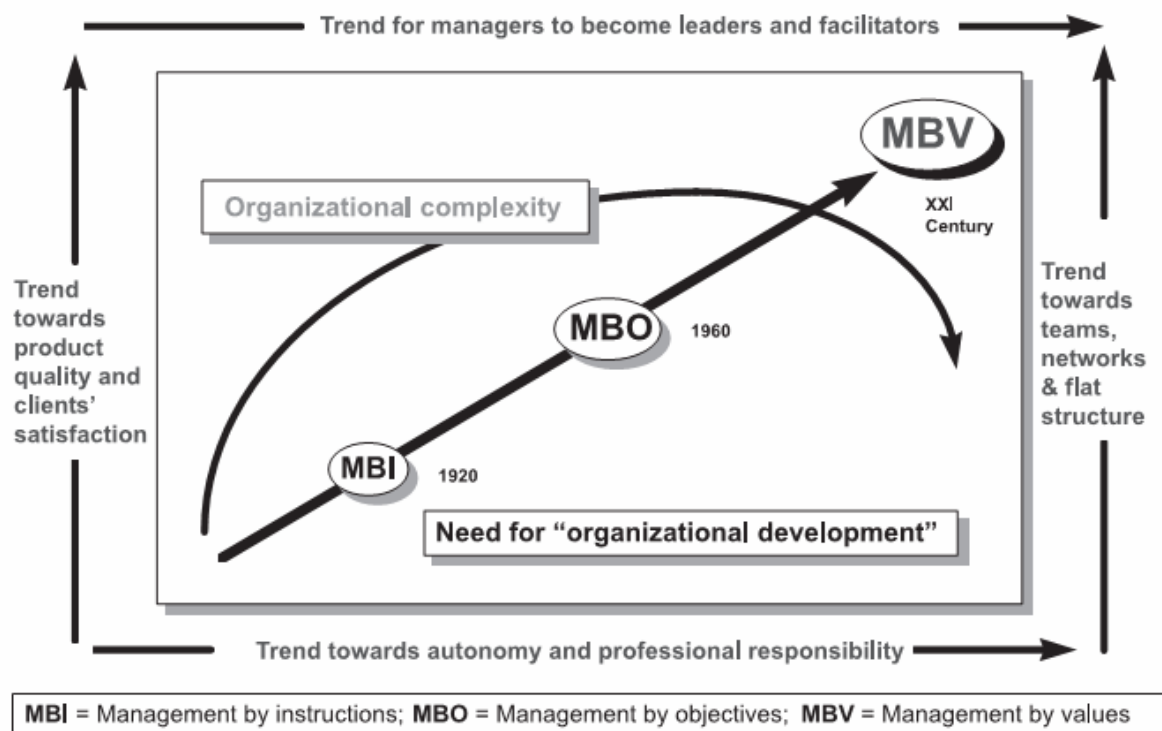 Trend for managers to become leaders and facilitators
MBV
XXI
Century
Organizational complexity
MBO
1960
MBI
1920
Need for “organizational development”
Trend
towards
product
quality and
clients’
satisfaction
Trend
towards
teams,
networks
& flat
structure
Trend towards autonomy and professional responsibility
MBI = Management by instructions; MBO = Management by objectives; MBV = Management by values